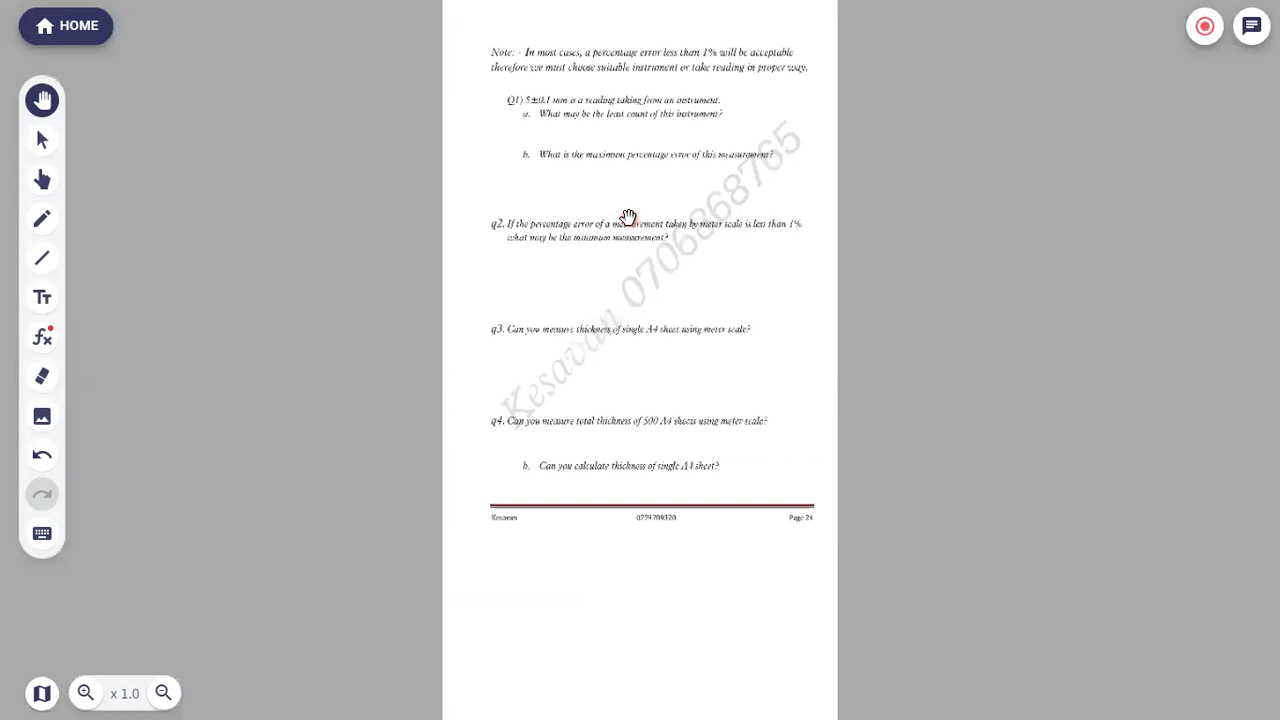 HOME
Note: - In most cases, a percentage error less than 1% will be acceptable
therefore we must choose suitable instrument or take reading in proper way.
Q1) 5±0.1 mm is a reading taking from an instrument.
a. What may be the least count of this instrument?
b. What is the maximum percentage error of this measurement?
q2. If the percentage error of a measurement taken by meter scale is less than 1%
what may be the minimum measurement?
q3. Can you measure thickness of single A4 sheet using meter scale?
q4. Can you measure total thickness of 500 A4 sheets using meter scale?
b. Can you calculate thickness of single A4 sheet?
Kesavan 0706868765
Kesavan 0774789320 Page 24
Tт
fx
x 1.0